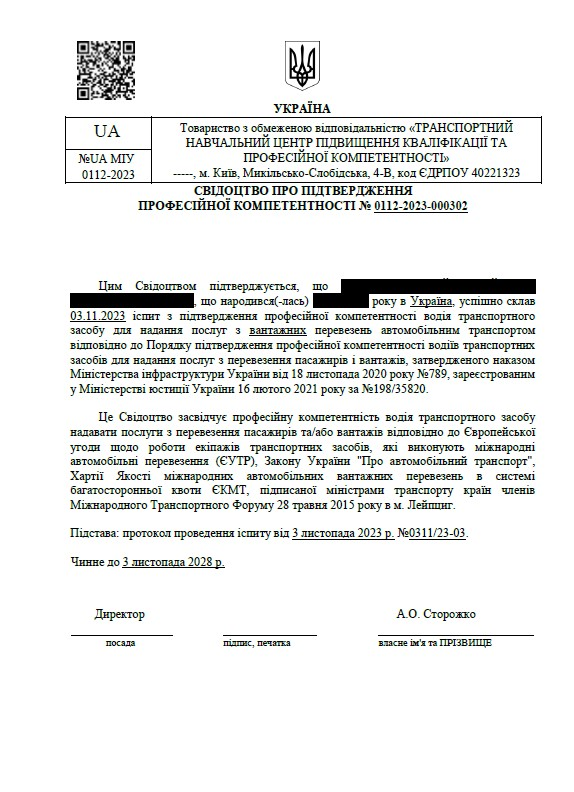 УКРАЇНА
UA
№UA МІУ
0112-2023
Товариство з обмеженою відповідальністю «ТРАНСПОРТНИЙ
НАВЧАЛЬНИЙ ЦЕНТР ПІДВИЩЕННЯ КВАЛІФІКАЦІЇ ТА
ПРОФЕСІЙНОЇ КОМПЕТЕНТНОСТІ»
-----, м. Київ, Микільсько-Слобідська, 4-В, код ЄДРПОУ 40221323
СВІДОЦТВО ПРО ПІДТВЕРДЖЕННЯ
ПРОФЕСІЙНОЇ КОМПЕТЕНТНОСТІ № 0112-2023-000302
Цим Свідоцтвом підтверджується, що
, що народився(-лась) року в Україна, успішно склав
03.11.2023 іспит з підтвердження професійної компетентності водія транспортного
засобу для надання послуг з вантажних перевезень автомобільним транспортом
відповідно до Порядку підтвердження професійної компетентності водіїв транспортних
засобів для надання послуг з перевезення пасажирів і вантажів, затвердженого наказом
Міністерства інфраструктури України від 18 листопада 2020 року №789, зареєстрованим
у Міністерстві юстиції України 16 лютого 2021 року за №198/35820.
Це Свідоцтво засвідчує професійну компетентність водія транспортного засобу
надавати послуги з перевезення пасажирів та/або вантажів відповідно до Європейської
угоди щодо роботи екіпажів транспортних засобів, які виконують міжнародні
автомобільні перевезення (ЄУТР), Закону України "Про автомобільний транспорт",
Хартії Якості міжнародних автомобільних вантажних перевезень в системі
багатосторонньої квоти ЄКМТ, підписаної міністрами транспорту країн членів
Міжнародного Транспортного Форуму 28 травня 2015 року в м. Лейпциг.
Підстава: протокол проведення іспиту від 3 листопада 2023 р. №0311/23-03.
Чинне до 3 листопада 2028 р.
Директор А.О. Сторожко
посада підпис, печатка власне ім'я та ПРІЗВИЩЕ